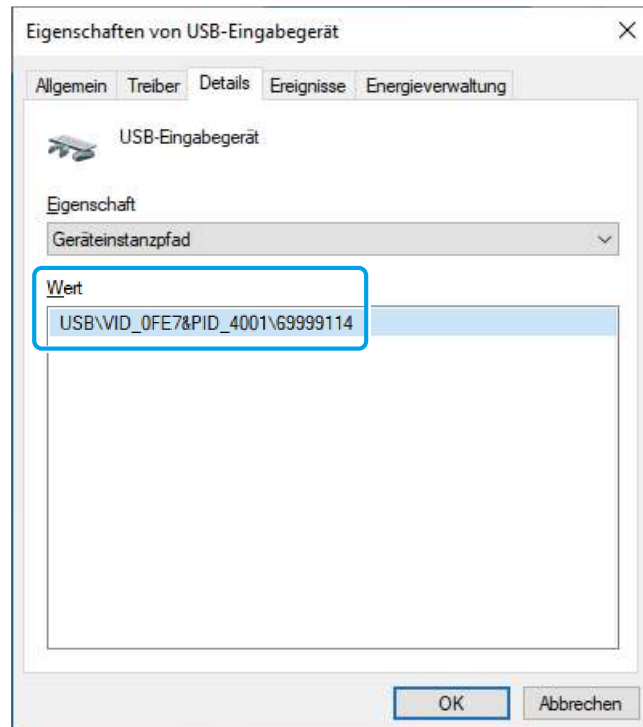 Eigenschaften von USB-Eingabegerät
Allgemein Treiber Details Ereignisse Energieverwaltung
USB-Eingabegerät
Eigenschaft
Geräteinstanzpfad
Wert
USB\VID_0FE7&PID_4001\69999114
OK Abbrechen